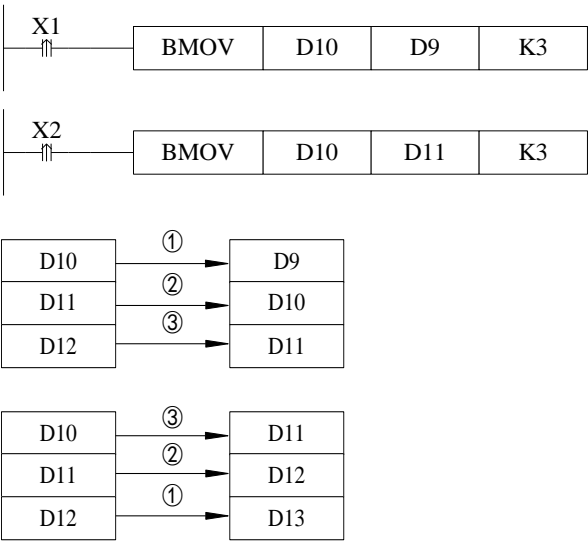 X1
BMOV D10 D9 K3
X2
BMOV D10 D11 K3
D10 ① D9
D11 ② D10
D12 ③ D11
D10 ③ D11
D11 ② D12
D12 ① D13